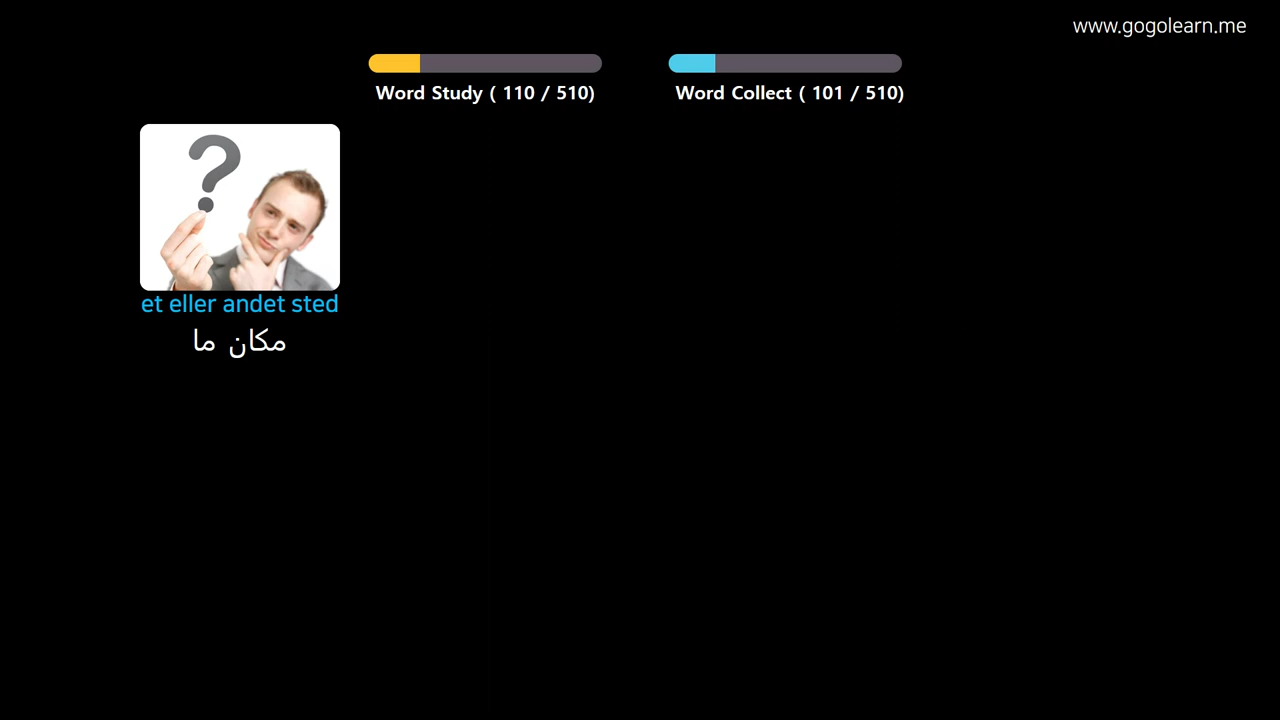 www.gogolearn.me
Word Study ( 110 / 510)
Word Collect ( 101 / 510)
?
et eller andet sted
مكان ما